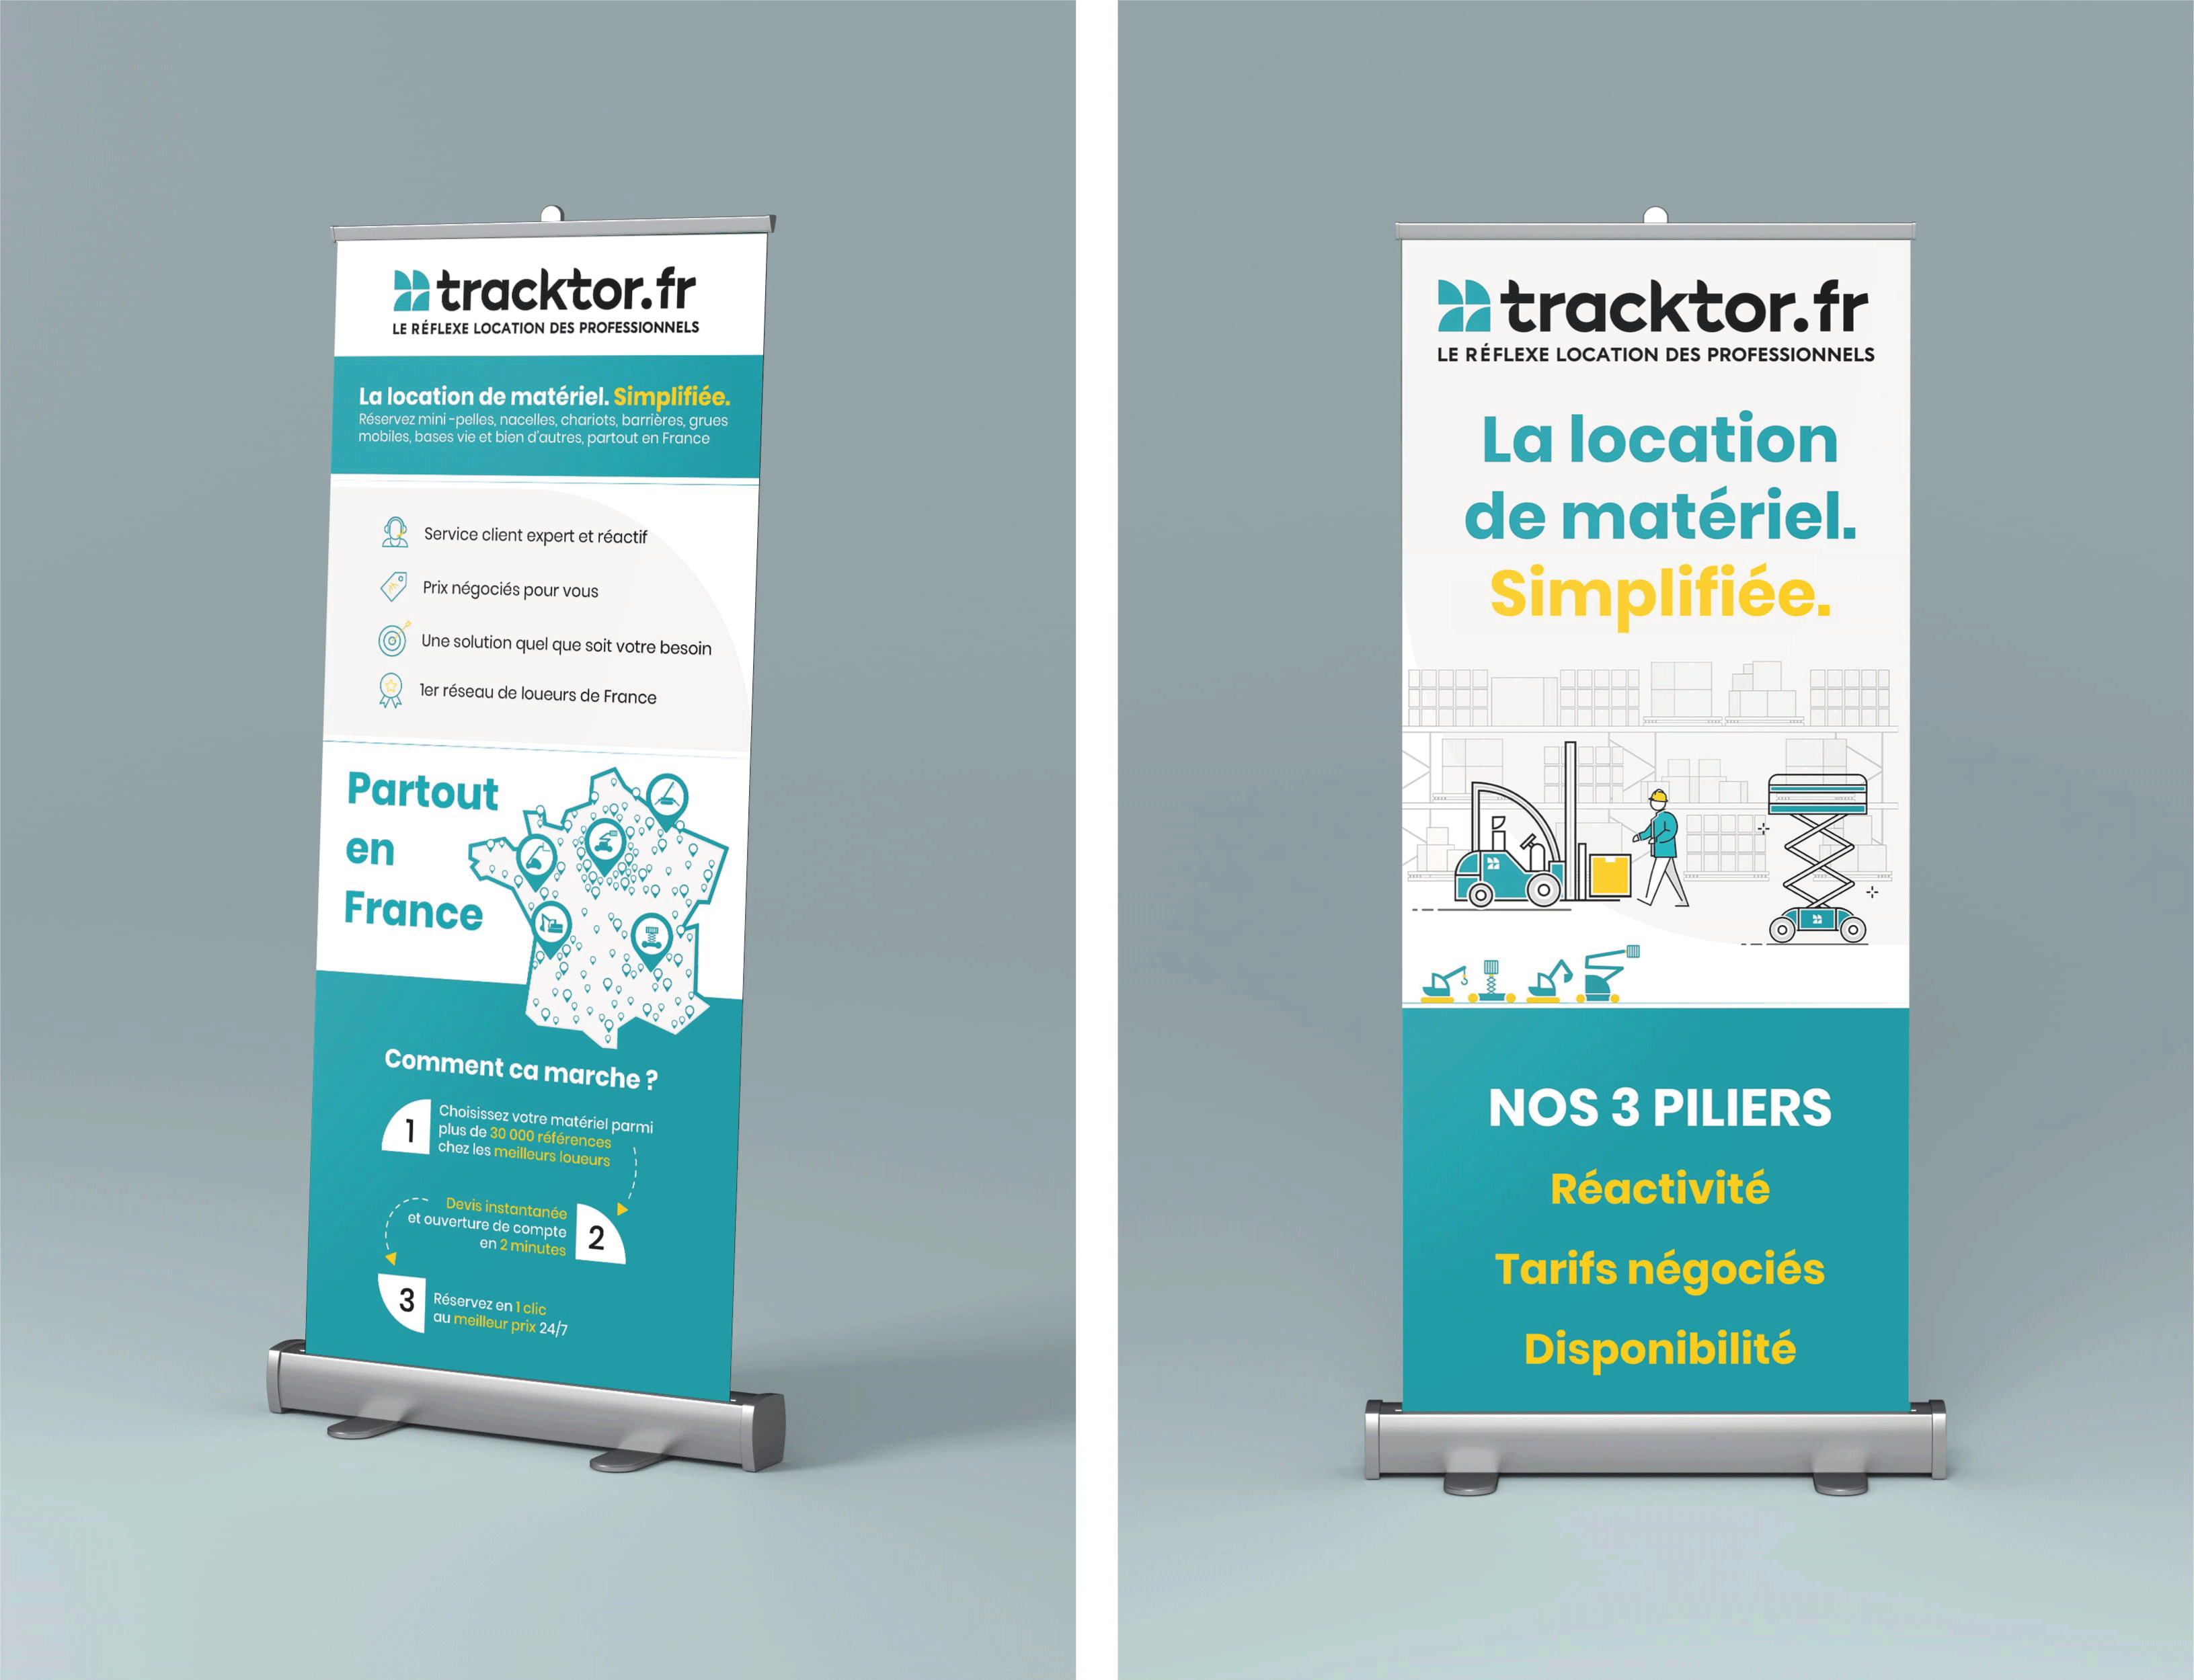 tracktor.fr
LE RÉFLEXE LOCATION DES PROFESSIONNELS
La location de matériel. Simplifiée.
Réservez mini -pelles, nacelles, chariots, barrières, grues
mobiles, bases vie et bien d'autres, partout en France
Service client expert et réactif
Prix négociés pour vous
Une solution quel que soit votre besoin
1er réseau de loueurs de France
Partout
en
France
Comment ca marche ?
1
Choisissez votre matériel parmi
plus de 30 000 références
chez les meilleurs loueurs
Devis instantanée
et ouverture de compte
en 2 minutes
2
3
Réservez en 1 clic
au meilleur prix 24/7
tracktor.fr
LE RÉFLEXE LOCATION DES PROFESSIONNELS
La location
de matériel.
Simplifiée.
NOS 3 PILIERS
Réactivité
Tarifs négociés
Disponibilité